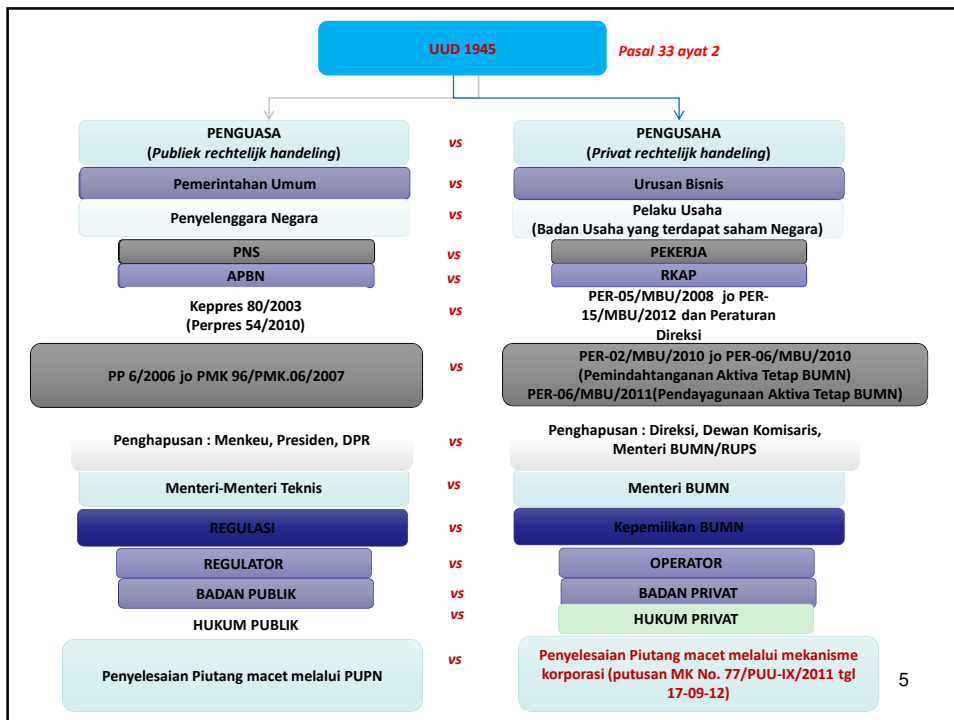 UUD 1945
Pasal 33 ayat 2
PENGUASA
(Publiek rechtelijk handeling)
vs
PENGUSAHA
(Privat rechtelijk handeling)
Pemerintahan Umum
vs
Urusan Bisnis
Penyelenggara Negara
vs
Pelaku Usaha
(Badan Usaha yang terdapat saham Negara)
PNS
vs
PEKERJA
APBN
vs
RKAP
Keppres 80/2003
(Perpres 54/2010)
vs
PER-05/MBU/2008 jo PER-
15/MBU/2012 dan Peraturan
Direksi
PP 6/2006 jo PMK 96/PMK.06/2007
vs
PER-02/MBU/2010 jo PER-06/MBU/2010
(Pemindahtanganan Aktiva Tetap BUMN)
PER-06/MBU/2011(Pendayagunaan Aktiva Tetap BUMN)
Penghapusan : Menkeu, Presiden, DPR
vs
Penghapusan : Direksi, Dewan Komisaris,
Menteri BUMN/RUPS
Menteri-Menteri Teknis
vs
Menteri BUMN
REGULASI
vs
Kepemilikan BUMN
REGULATOR
vs
OPERATOR
BADAN PUBLIK
vs
BADAN PRIVAT
HUKUM PUBLIK
vs
HUKUM PRIVAT
Penyelesaian Piutang macet melalui PUPN
vs
Penyelesaian Piutang macet melalui mekanisme
korporasi (putusan MK No. 77/PUU-IX/2011 tgl
17-09-12)
5